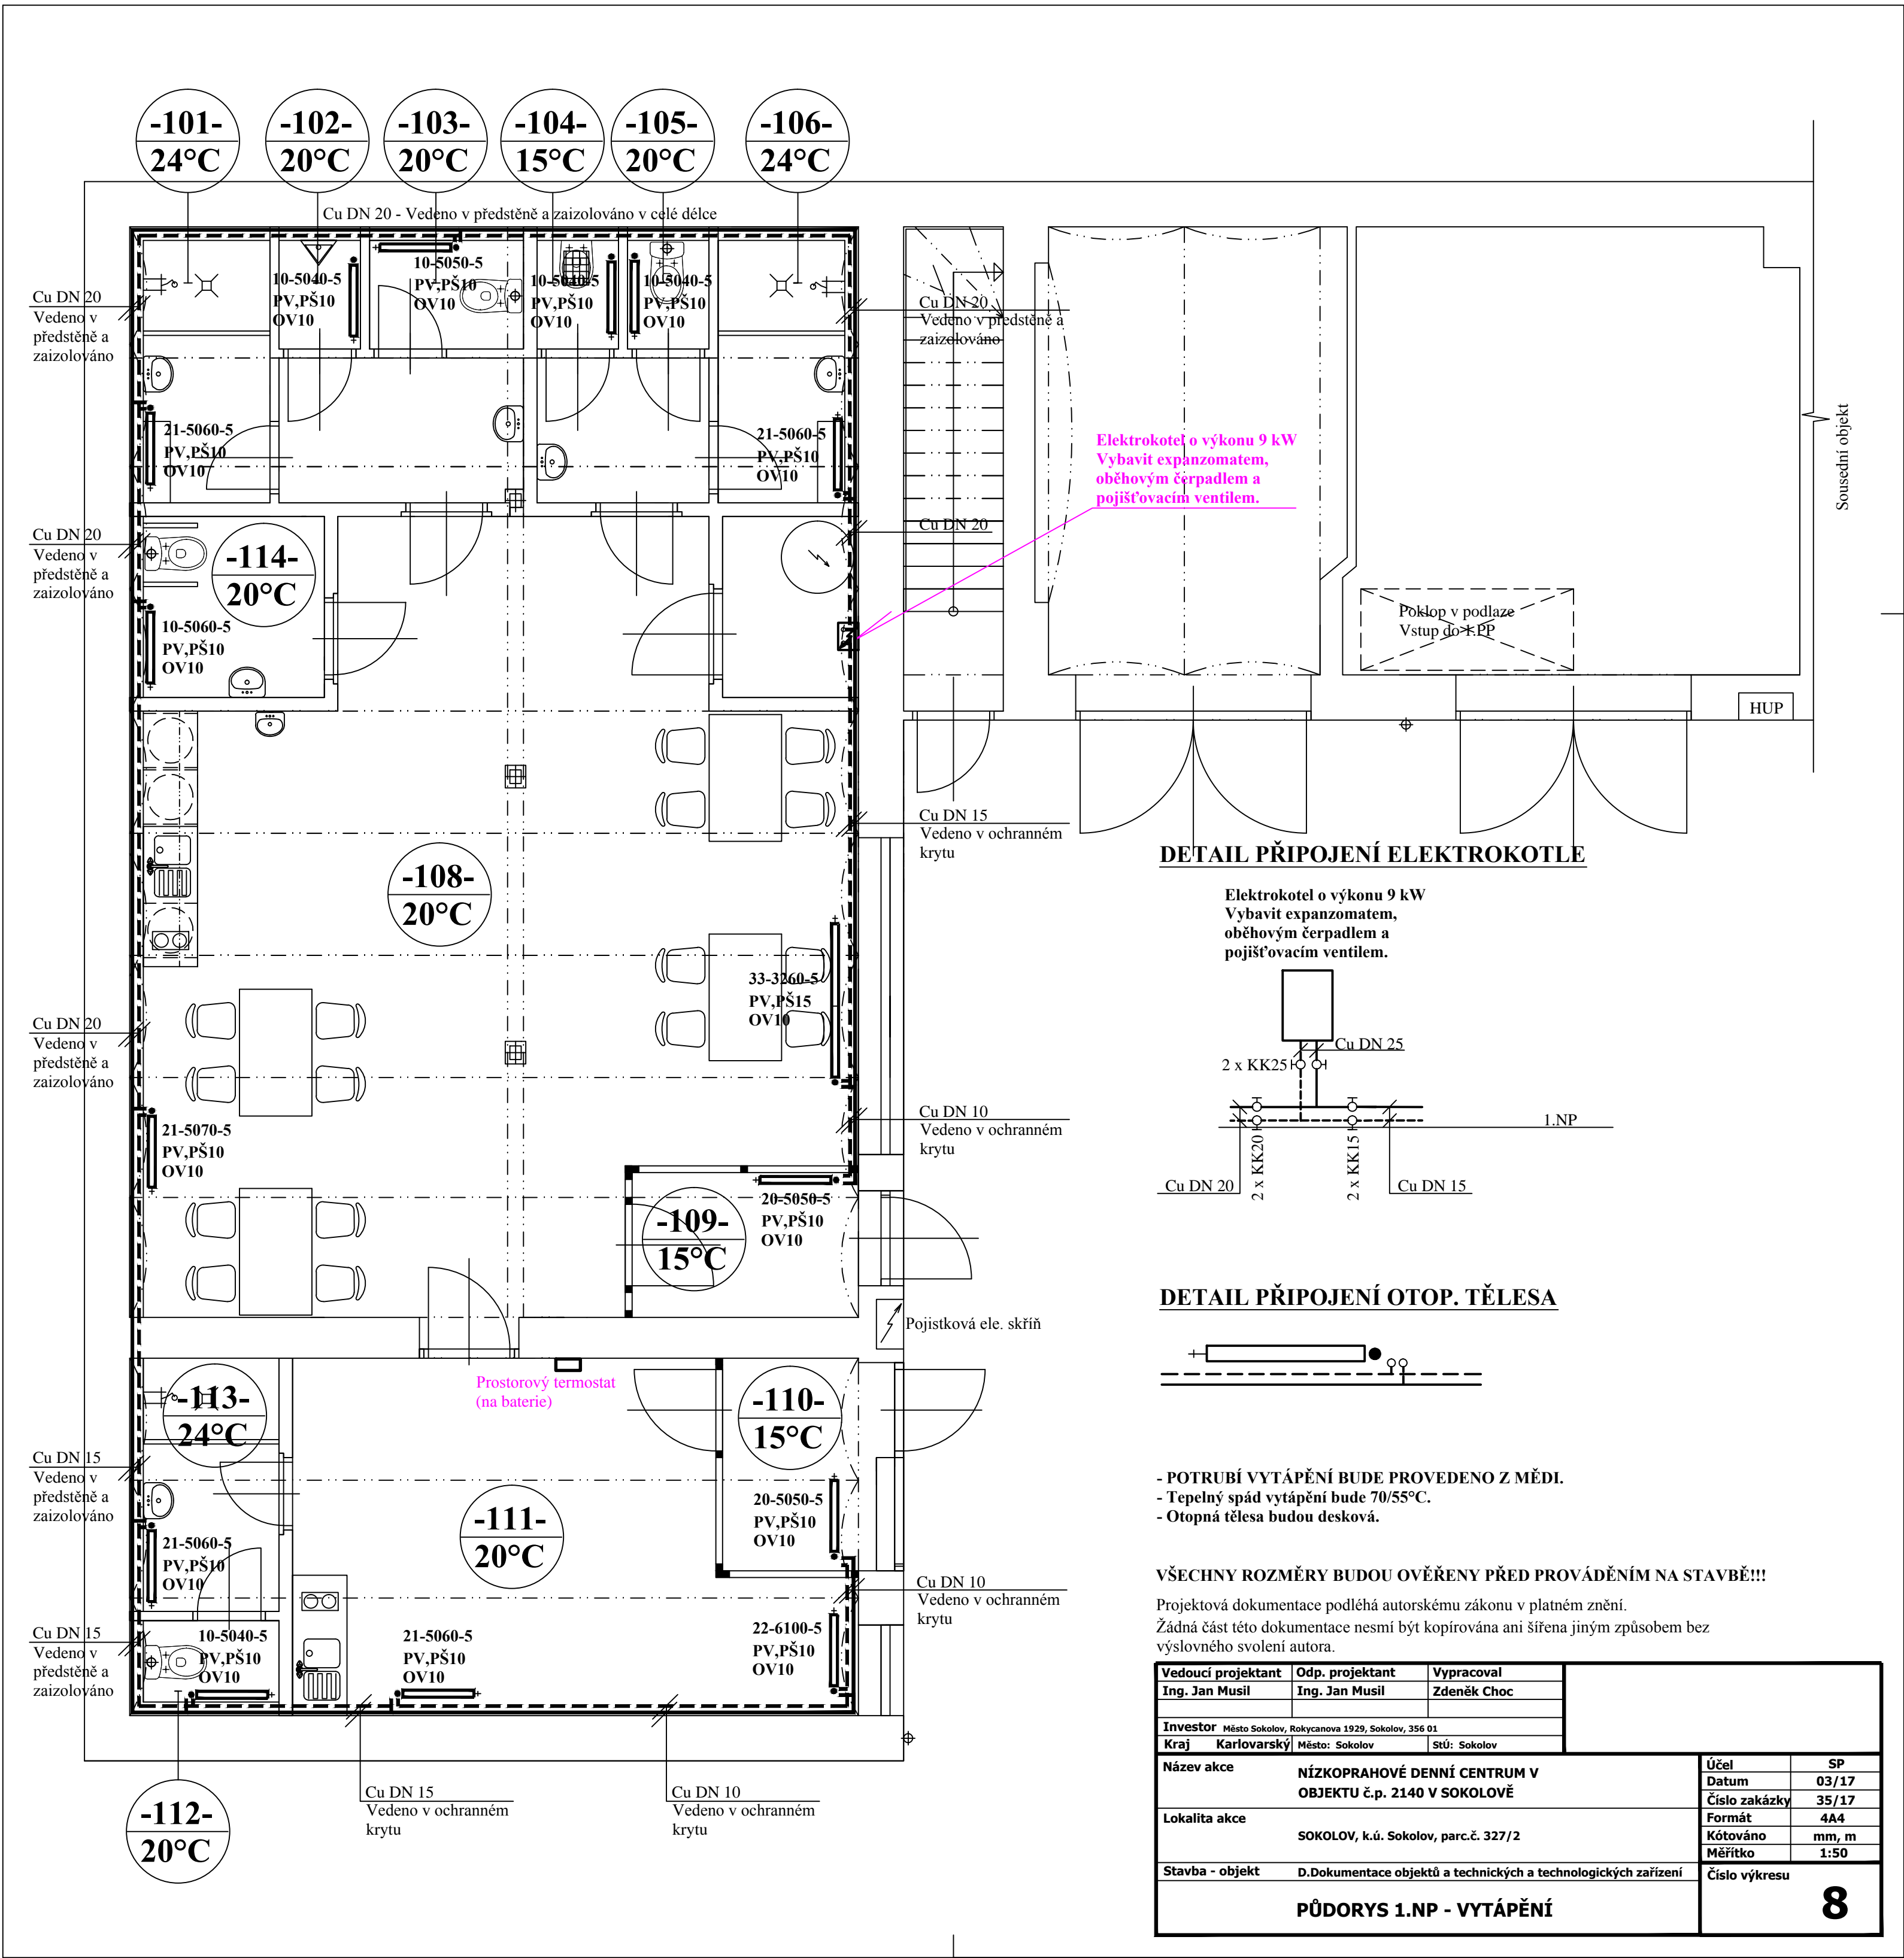 -101-
24°C
-102-
20°C
-103-
20°C
-104-
15°C
-105-
20°C
-106-
24°C
Cu DN 20 - Vedeno v předstěně a zaizolováno v celé délce
10-5040-5
PV,PŠ10
OV10
10-5050-5
PV,PŠ10
OV10
10-5040-5
PV,PŠ10
OV10
10-5040-5
PV,PŠ10
OV10
Cu DN 20
Vedeno v
předstěně a
zaizolováno
Cu DN 20
Vedeno v předstěně a
zaizolováno
21-5060-5
PV,PŠ10
OV10
21-5060-5
PV,PŠ10
OV10
Elektrokotel o výkonu 9 kW
Vybavit expanzomatem,
oběhovým čerpadlem a
pojišťovacím ventilem.
Sousední objekt
Cu DN 20
Vedeno v
předstěně a
zaizolováno
-114-
20°C
Cu DN 20
10-5060-5
PV,PŠ10
OV10
Poklop v podlaze
Vstup do 1.PP
HUP
Cu DN 15
Vedeno v ochranném
krytu
-108-
20°C
DETAIL PŘIPOJENÍ ELEKTROKOTLE
Elektrokotel o výkonu 9 kW
Vybavit expanzomatem,
oběhovým čerpadlem a
pojišťovacím ventilem.
33-3260-5
PV,PŠ15
OV10
Cu DN 20
Vedeno v
předstěně a
zaizolováno
Cu DN 25
2 x KK25
Cu DN 10
Vedeno v ochranném
krytu
1.NP
2 x KK20
2 x KK15
Cu DN 20
Cu DN 15
21-5070-5
PV,PŠ10
OV10
20-5050-5
PV,PŠ10
OV10
-109-
15°C
DETAIL PŘIPOJENÍ OTOP. TĚLESA
Pojistková ele. skříň
Prostorový termostat
(na baterie)
-113-
24°C
-110-
15°C
Cu DN 15
Vedeno v
předstěně a
zaizolováno
- POTRUBÍ VYTÁPĚNÍ BUDE PROVEDENO Z MĚDI.
- Tepelný spád vytápění bude 70/55°C.
- Otopná tělesa budou desková.
20-5050-5
PV,PŠ10
OV10
-111-
20°C
21-5060-5
PV,PŠ10
OV10
Cu DN 10
Vedeno v ochranném
krytu
VŠECHNY ROZMĚRY BUDOU OVĚŘENY PŘED PROVÁDĚNÍM NA STAVBĚ!!!
Projektová dokumentace podléhá autorskému zákonu v platném znění.
Žádná část této dokumentace nesmí být kopírována ani šířena jiným způsobem bez
výslovného svolení autora.
Cu DN 15
Vedeno v
předstěně a
zaizolováno
10-5040-5
PV,PŠ10
OV10
21-5060-5
PV,PŠ10
OV10
22-6100-5
PV,PŠ10
OV10
Cu DN 15
Vedeno v ochranném
krytu
Cu DN 10
Vedeno v ochranném
krytu
-112-
20°C
Vedoucí projektant Odp. projektant Vypracoval
Ing. Jan Musil Ing. Jan Musil Zdeněk Choc
Investor Město Sokolov, Rokycanova 1929, Sokolov, 356 01
Kraj Karlovarský Město: Sokolov StÚ: Sokolov
Název akce NÍZKOPRAHOVÉ DENNÍ CENTRUM V
OBJEKTU č.p. 2140 V SOKOLOVĚ
Lokalita akce
SOKOLOV, k.ú. Sokolov, parc.č. 327/2
Stavba - objekt D.Dokumentace objektů a technických a technologických zařízení
PŮDORYS 1.NP - VYTÁPĚNÍ
Účel SP
Datum 03/17
Číslo zakázky 35/17
Formát 4A4
Kótováno mm, m
Měřítko 1:50
Číslo výkresu
8